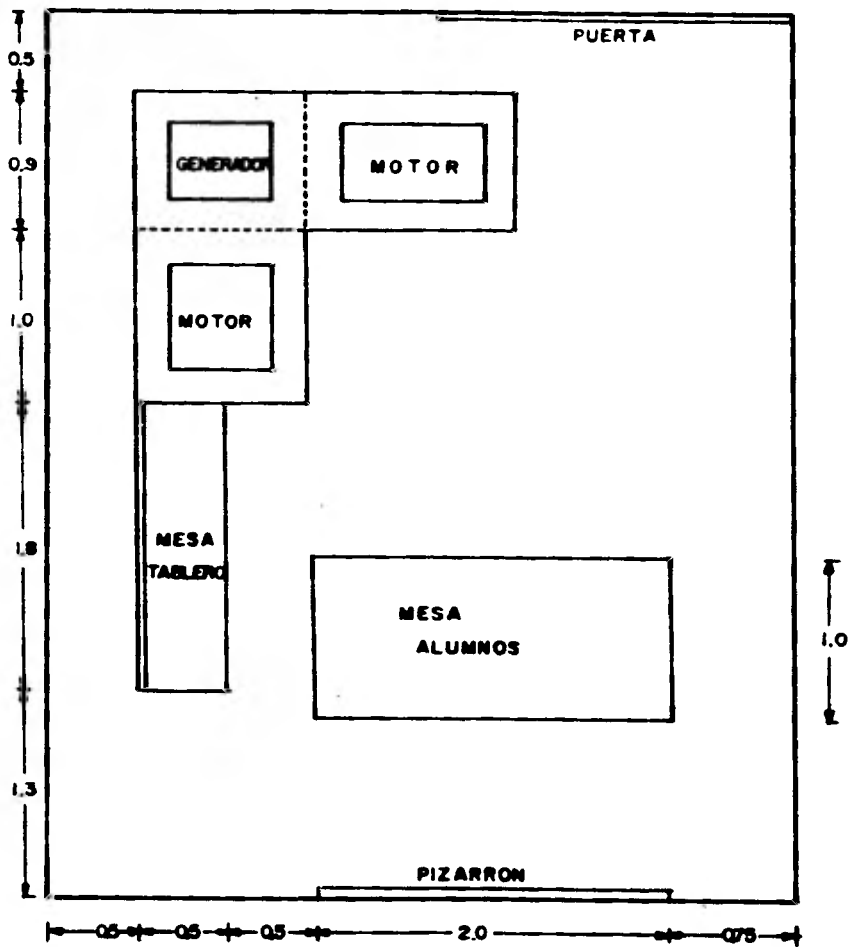 PUERTA
0.5
GENERADOR
MOTOR
0.9
MOTOR
1.0
MESA
TABLERO
1.8
MESA
ALUMNOS
1.0
1.3
PIZARRON
0.5
0.5
0.5
2.0
0.75